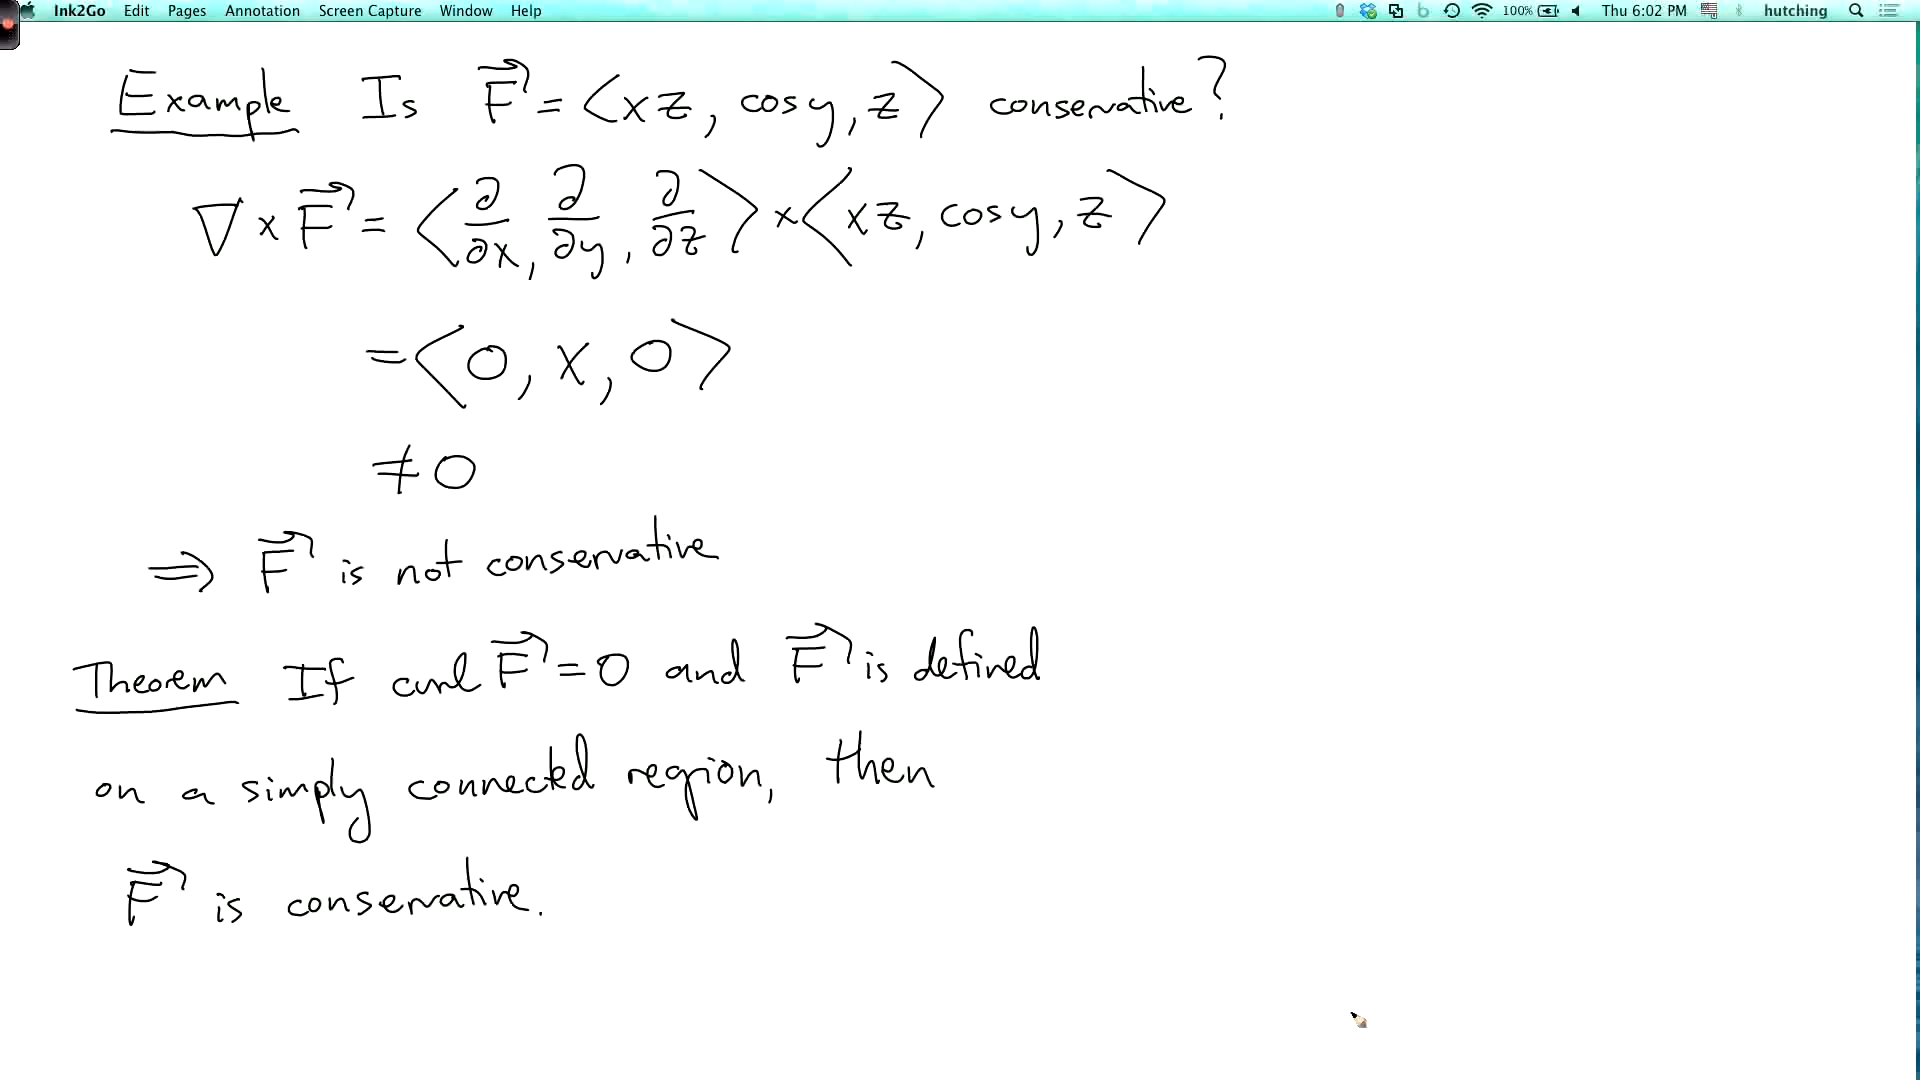 Ink2Go Edit Pages Annotation Screen Capture Window Help 100% Thu 6:02 PM hutching
Example Is F⃗ = ⟨xz, cosy, z⟩ conservative?
∇ × F⃗ = ⟨∂/∂x, ∂/∂y, ∂/∂z⟩ × ⟨xz, cosy, z⟩
= ⟨0, x, 0⟩
≠ 0
⇒ F⃗ is not conservative
Theorem If curl F⃗ = 0 and F⃗ is defined
on a simply connected region, then
F⃗ is conservative.